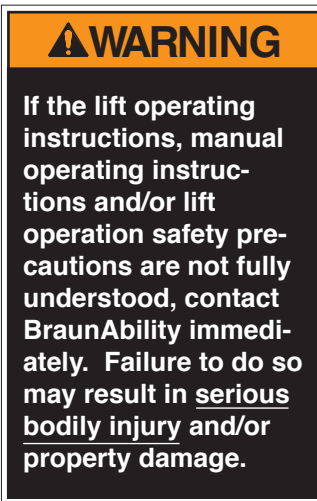 WARNING
If the lift operating
instructions, manual
operating instruc-
tions and/or lift
operation safety pre-
cautions are not fully
understood, contact
BraunAbility immedi-
ately.  Failure to do so
may result in serious
bodily injury and/or
property damage.